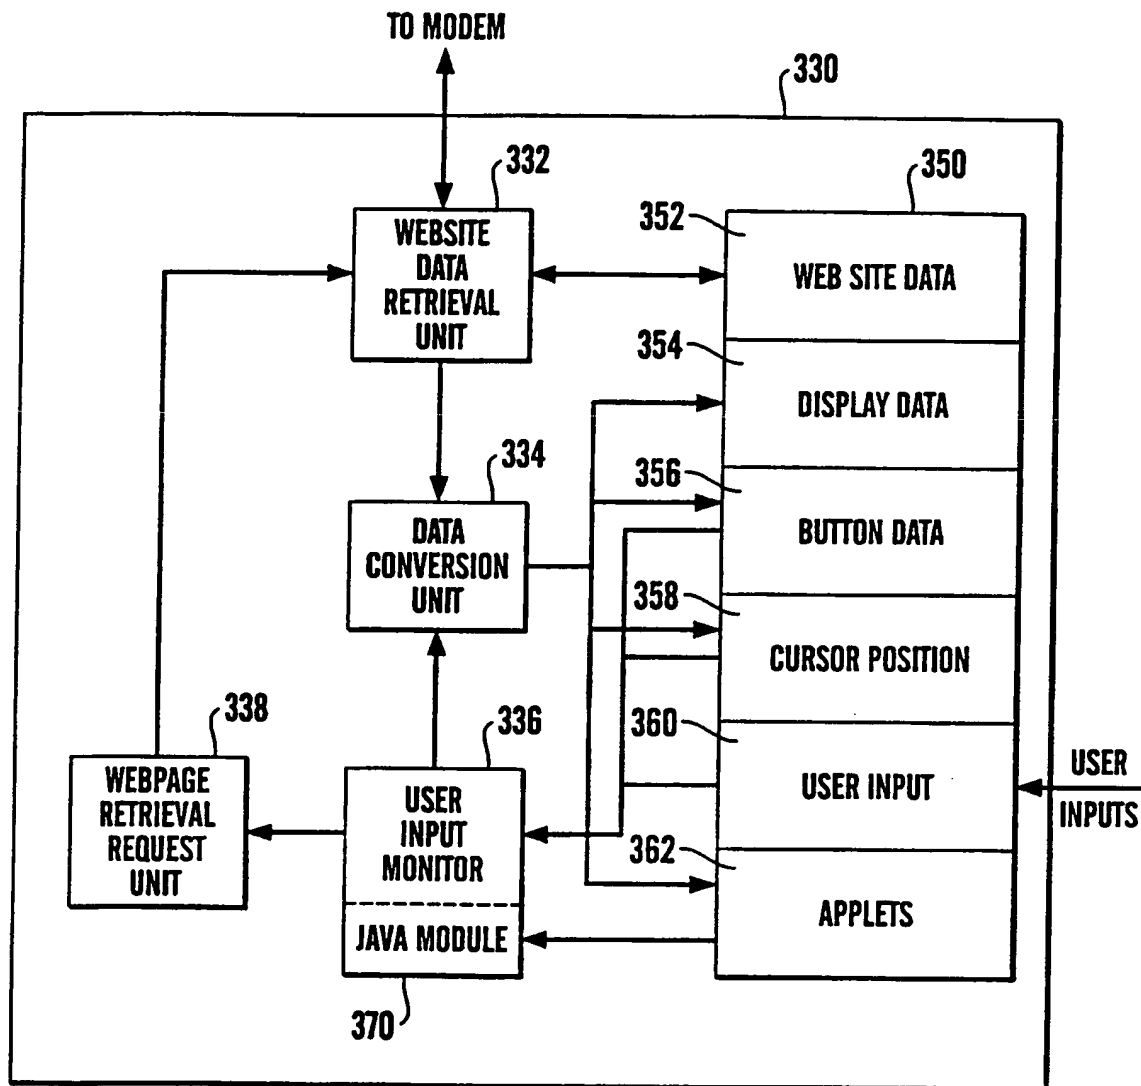 TO MODEM
330
332
350
352
WEBSITE
DATA
RETRIEVAL
UNIT
WEB SITE DATA
354
DISPLAY DATA
334
356
DATA
CONVERSION
UNIT
BUTTON DATA
358
CURSOR POSITION
338
336
360
WEBPAGE
RETRIEVAL
REQUEST
UNIT
USER
INPUT
MONITOR
USER INPUT
USER
INPUTS
362
JAVA MODULE
APPLETS
370